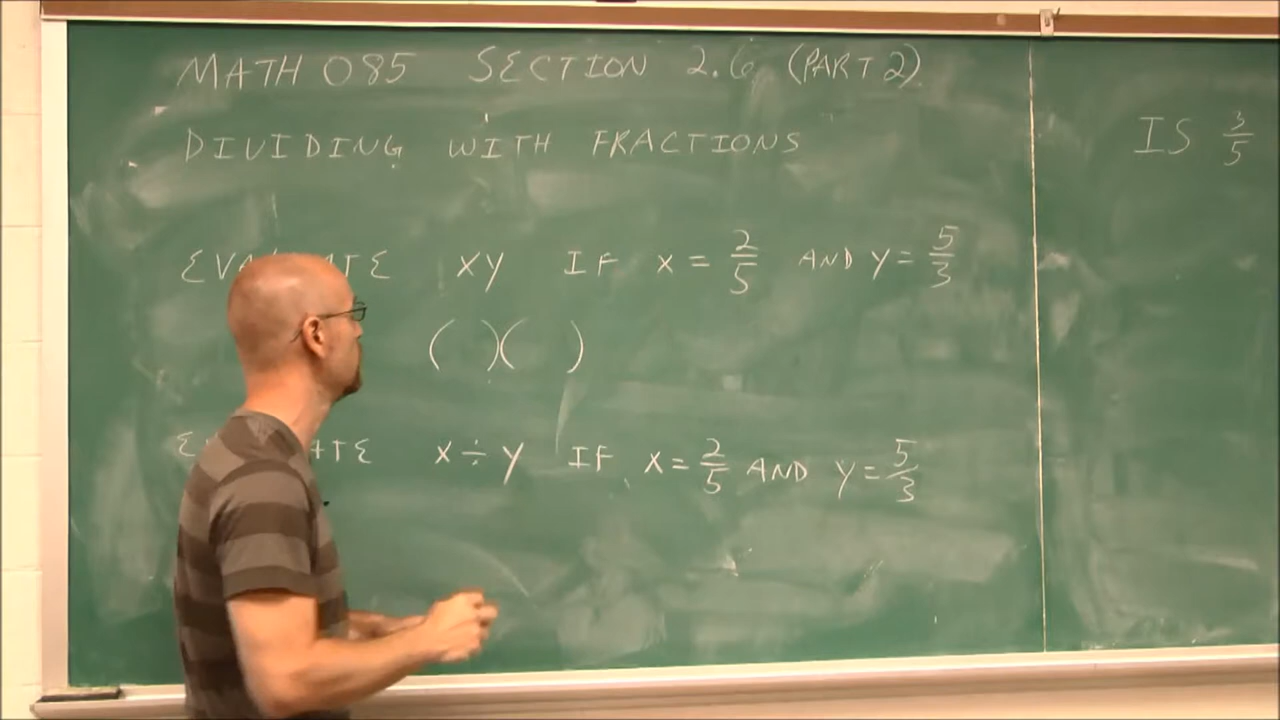 MATH 085 SECTION 2.6 (PART 2)
DIVIDING WITH FRACTIONS
XY IF X = 2/5 AND Y = 5/3
( )( )
X ÷ Y IF X = 2/5 AND Y = 5/3
IS 3/5